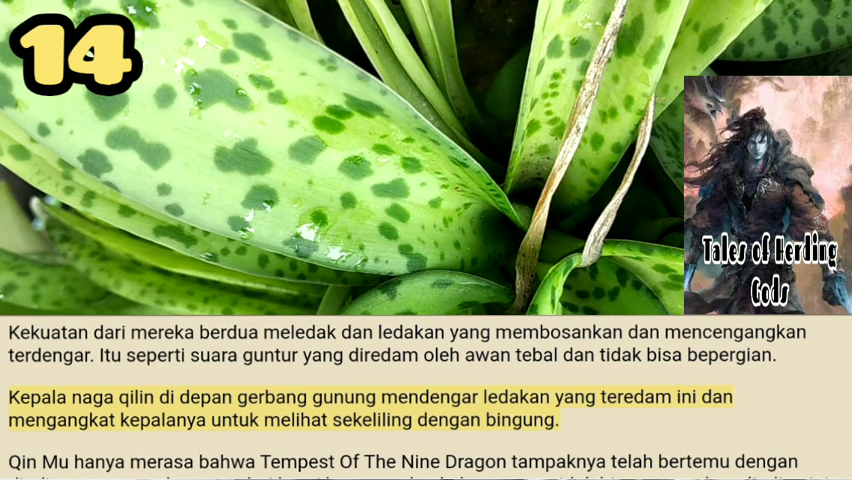 14
Tales of Herding
Gods
Kekuatan dari mereka berdua meledak dan ledakan yang membosankan dan mencengangkan
terdengar. Itu seperti suara guntur yang diredam oleh awan tebal dan tidak bisa bepergian.
Kepala naga qilin di depan gerbang gunung mendengar ledakan yang teredam ini dan
mengangkat kepalanya untuk melihat sekeliling dengan bingung.
Qin Mu hanya merasa bahwa Tempest Of The Nine Dragon tampaknya telah bertemu dengan